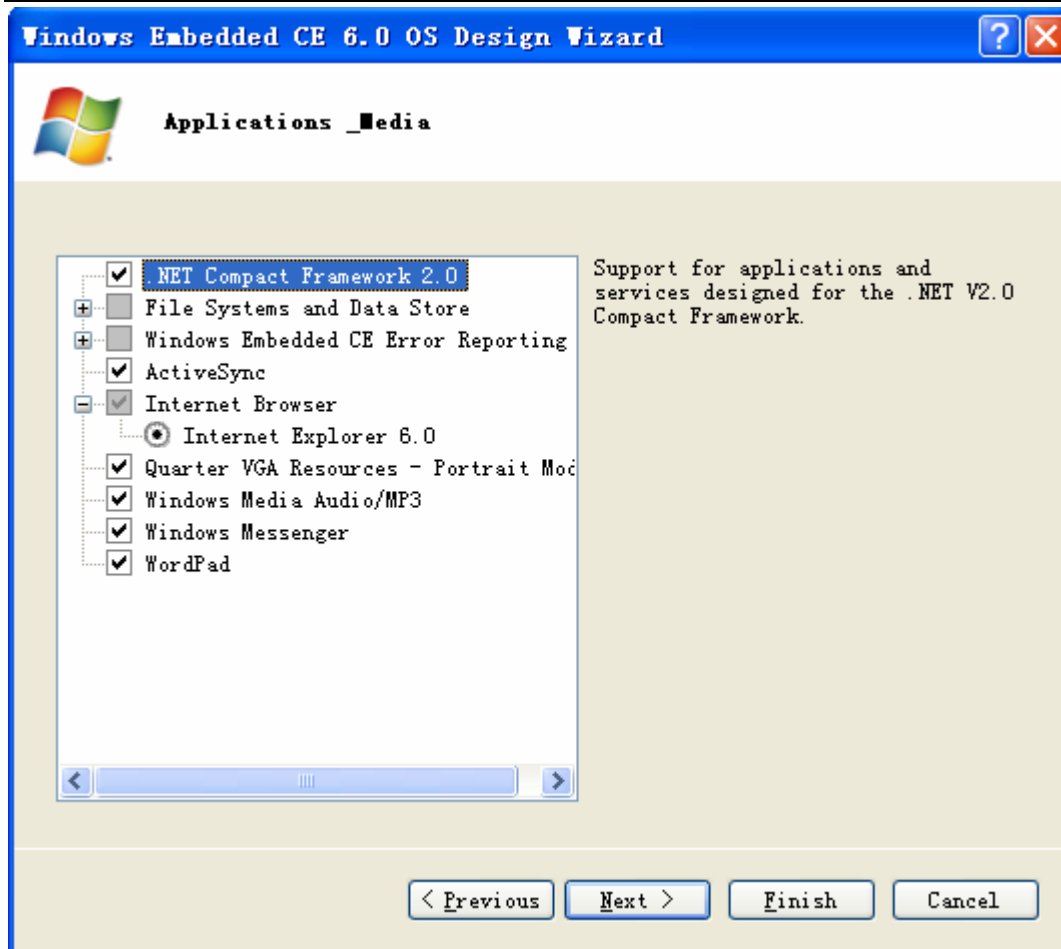 Windows Embedded CE 6.0 OS Design Wizard
Applications _Media
.NET Compact Framework 2.0
File Systems and Data Store
Windows Embedded CE Error Reporting
ActiveSync
Internet Browser
Internet Explorer 6.0
Quarter VGA Resources - Portrait Mod
Windows Media Audio/MP3
Windows Messenger
WordPad
Support for applications and
services designed for the .NET V2.0
Compact Framework.
< Previous
Next >
Finish
Cancel